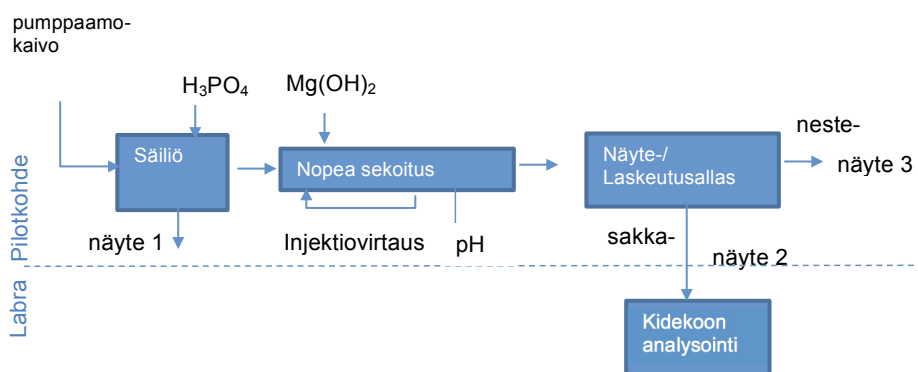 pumppaamo-
kaivo
H₃PO₄
Mg(OH)₂
Säiliö
Nopea sekoitus
Näyte-/
Laskeutusallas
neste-
näyte 3
näyte 1
Injektiovirtaus
pH
sakka-
näyte 2
Pilotkohde
Labra
Kidekoon
analysointi